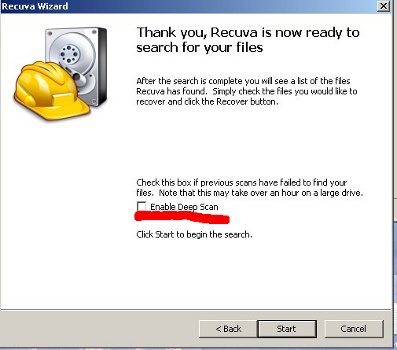 Recuva Wizard
Thank you, Recuva is now ready to
search for your files
After the search is complete you will see a list of the files
Recuva has found. Simply check the files you would like to
recover and click the Recover button.
Check this box if previous scans have failed to find your
files. Note that this may take over an hour on a large drive.
Enable Deep Scan
Click Start to begin the search.
< Back
Start
Cancel